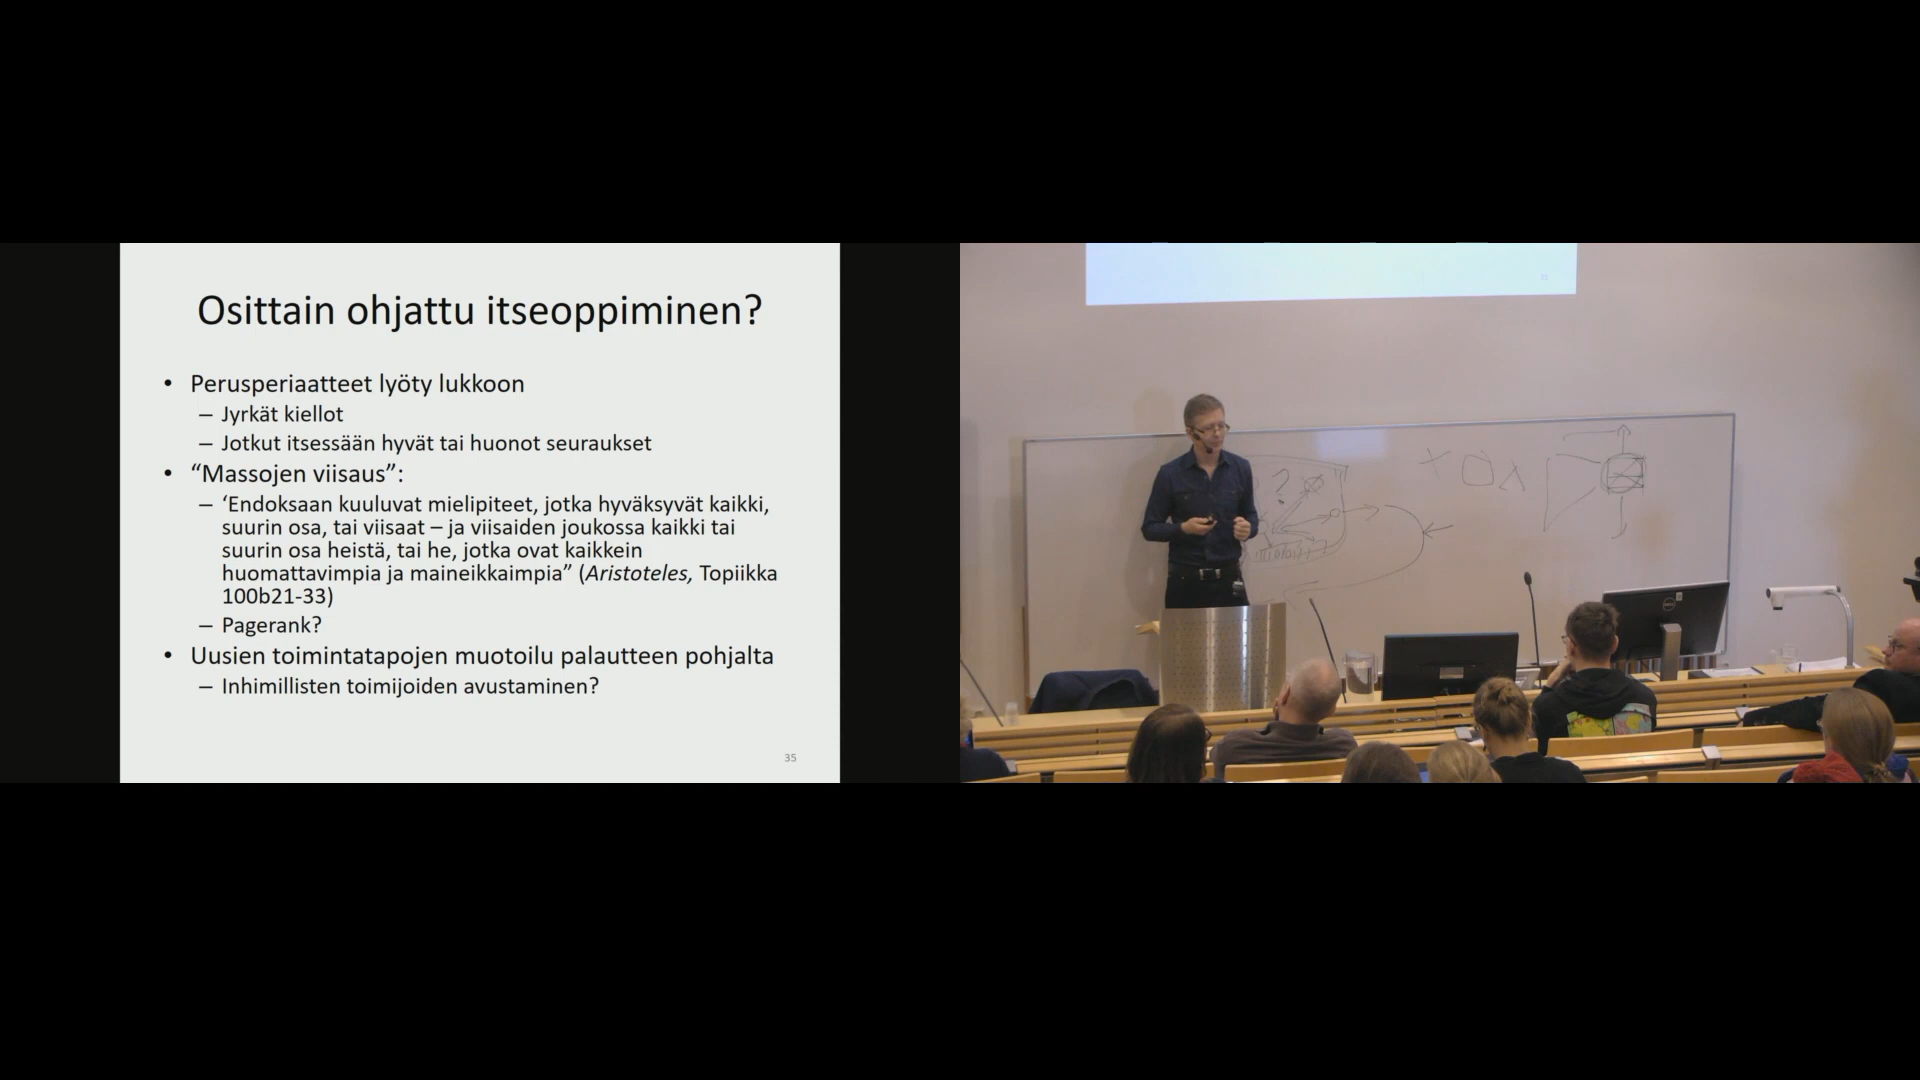 Osittain ohjattu itseoppiminen?
• Perusperiaatteet lyöty lukkoon
– Jyrkät kiellot
– Jotkut itsessään hyvät tai huonot seuraukset
• “Massojen viisaus”:
– ‘Endoksaan kuuluvat mielipiteet, jotka hyväksyvät kaikki,
suurin osa, tai viisaat – ja viisaiden joukossa kaikki tai
suurin osa heistä, tai he, jotka ovat kaikkein
huomattavimpia ja maineikkaimpia” (Aristoteles, Topiikka
100b21-33)
– Pagerank?
• Uusien toimintatapojen muotoilu palautteen pohjalta
– Inhimillisten toimijoiden avustaminen?
35